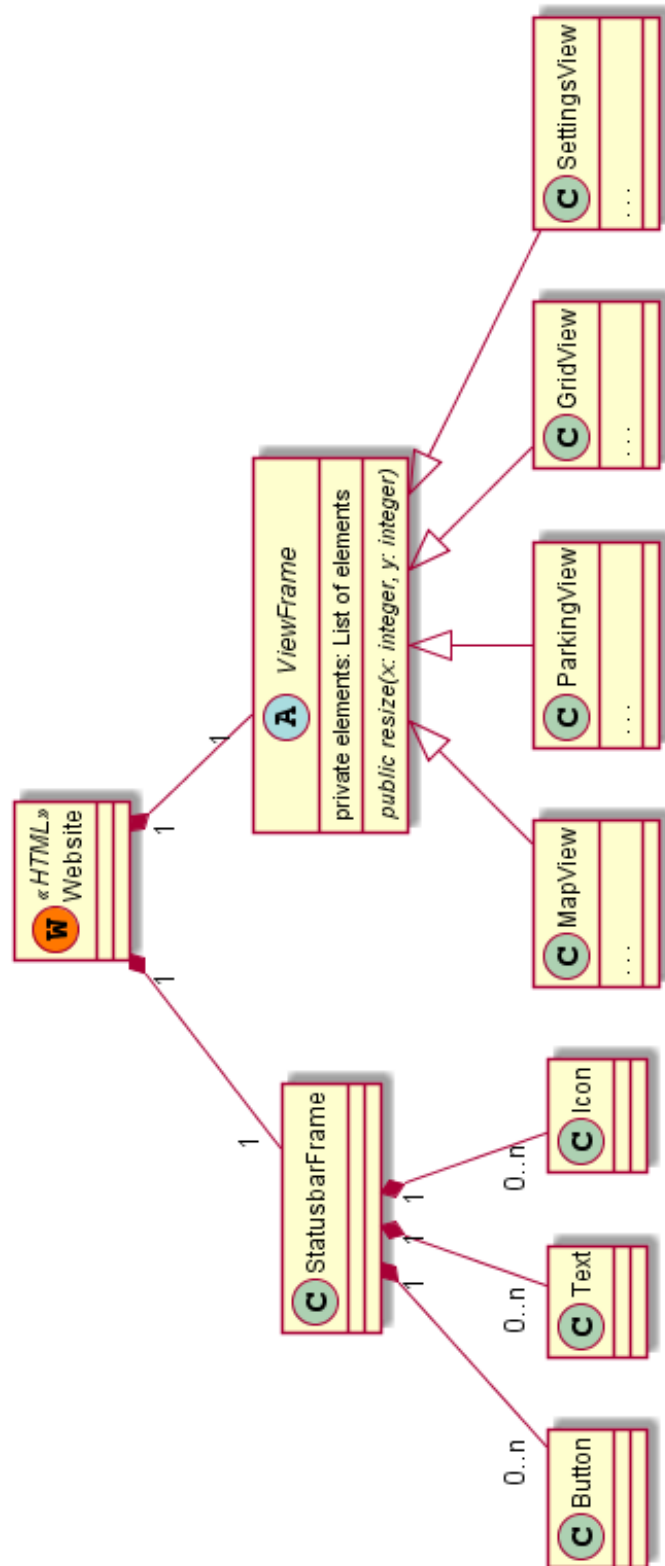 W
«HTML»
Website
1
1
1
1
C StatusbarFrame
A ViewFrame
private elements: List of elements
public resize(x: integer, y: integer)
1
1
1
0..n
0..n
0..n
C Button
C Text
C Icon
C MapView
...
C ParkingView
...
C GridView
...
C SettingsView
...